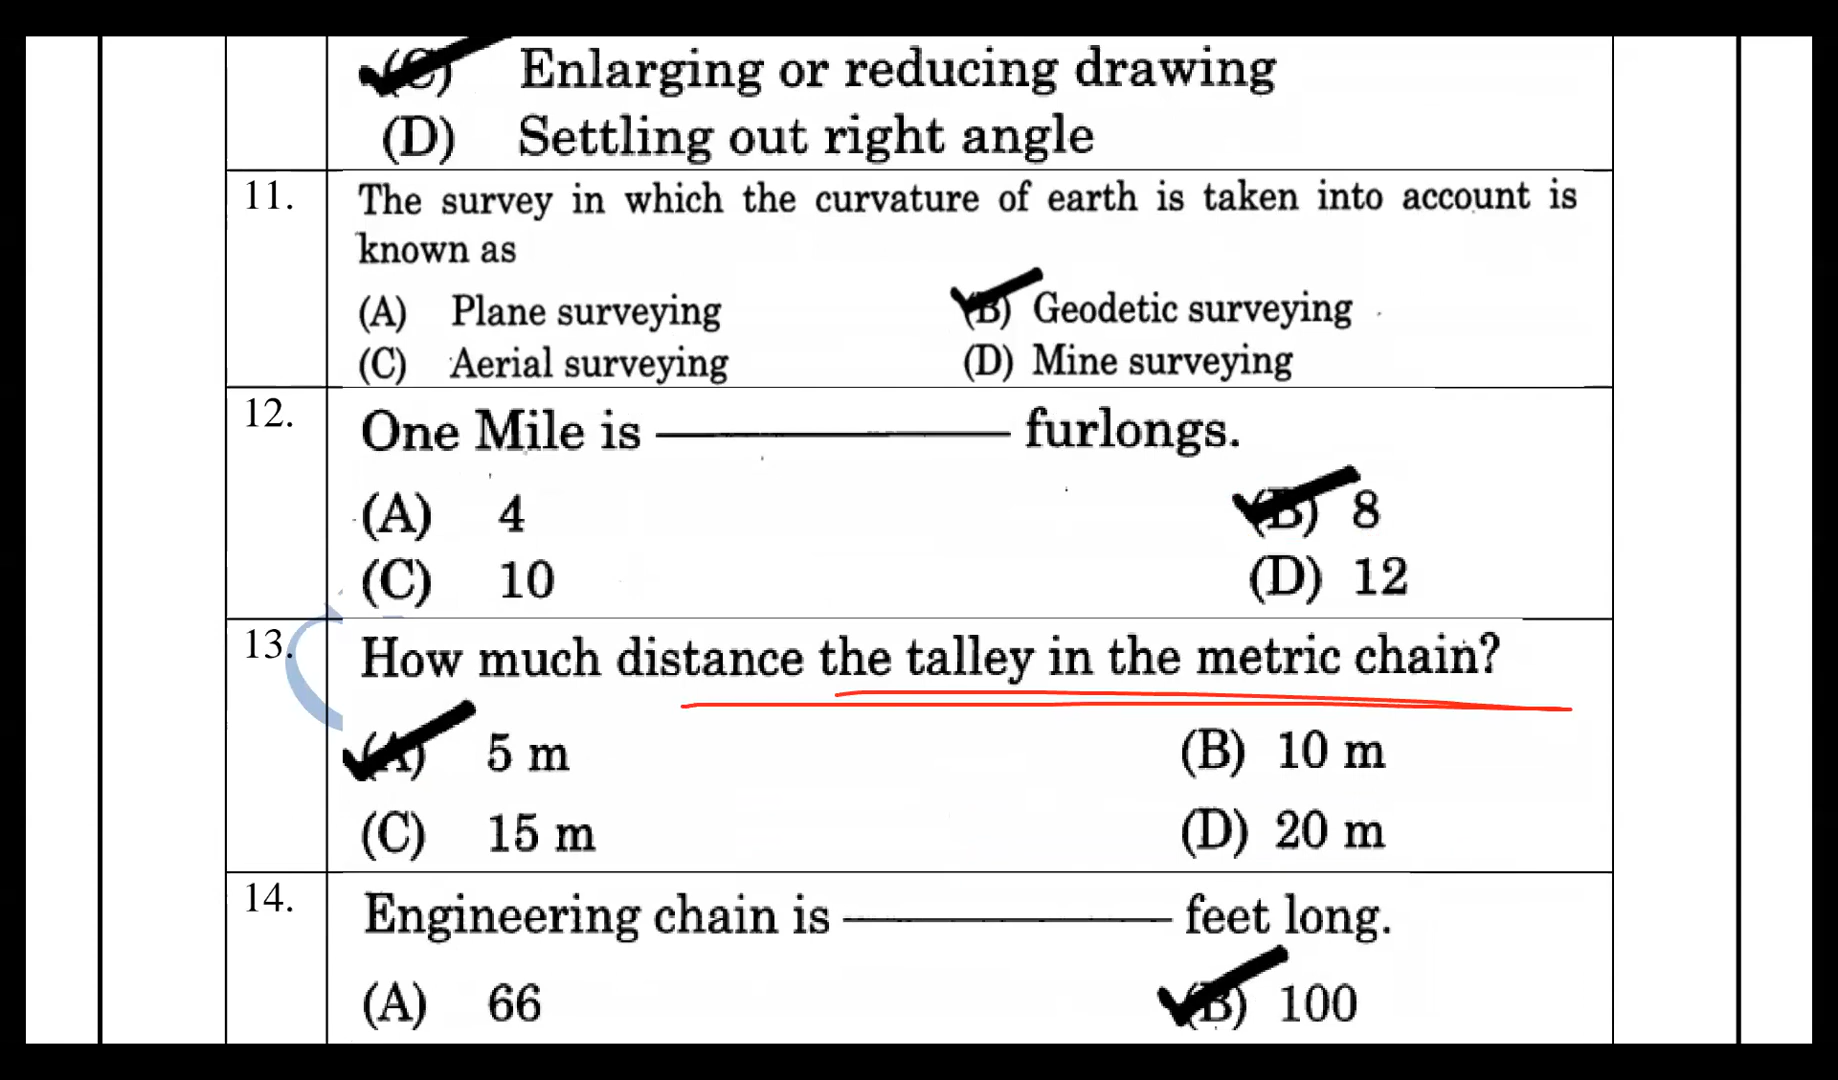 (C) Enlarging or reducing drawing
(D) Settling out right angle
11. The survey in which the curvature of earth is taken into account is
known as
(A) Plane surveying (B) Geodetic surveying
(C) Aerial surveying (D) Mine surveying
12. One Mile is ———— furlongs.
(A) 4 (B) 8
(C) 10 (D) 12
13. How much distance the talley in the metric chain?
(A) 5 m (B) 10 m
(C) 15 m (D) 20 m
14. Engineering chain is ———— feet long.
(A) 66 (B) 100